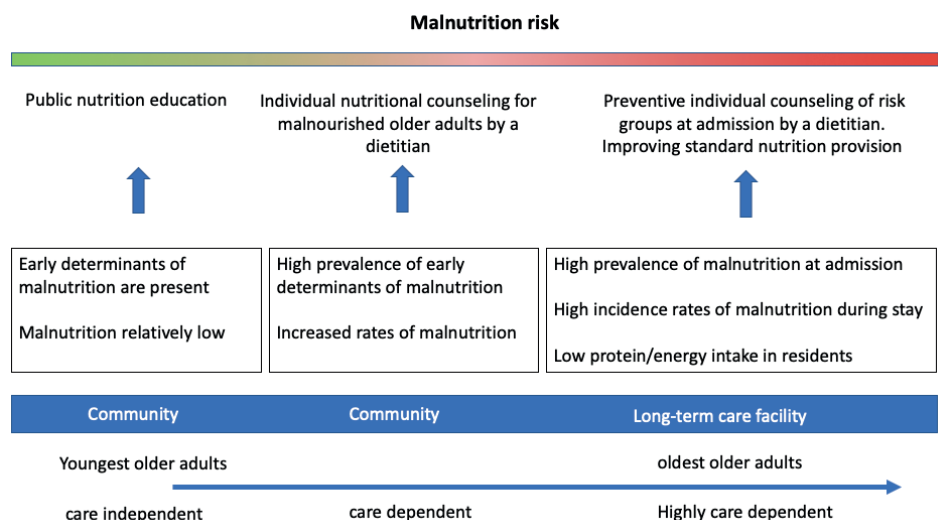 Malnutrition risk
Public nutrition education
Individual nutritional counseling for
malnourished older adults by a
dietitian
Preventive individual counseling of risk
groups at admission by a dietitian.
Improving standard nutrition provision
Early determinants of
malnutrition are present
Malnutrition relatively low
High prevalence of early
determinants of malnutrition
Increased rates of malnutrition
High prevalence of malnutrition at admission
High incidence rates of malnutrition during stay
Low protein/energy intake in residents
Community
Community
Long-term care facility
Youngest older adults
oldest older adults
care independent
care dependent
Highly care dependent